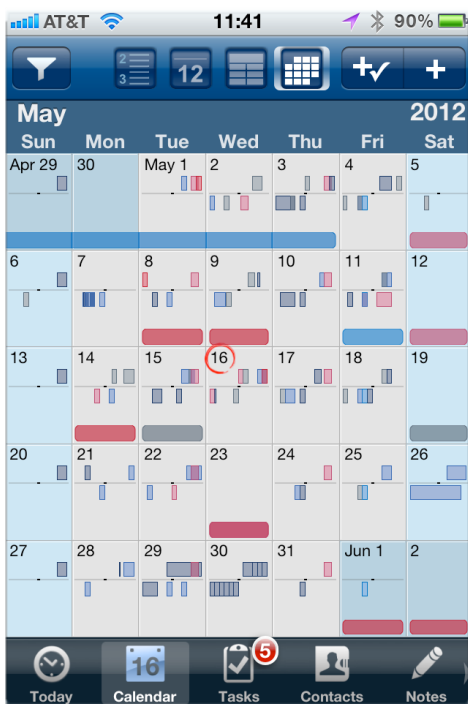 AT&T 11:41 90%
2
3
12
May 2012
Sun Mon Tue Wed Thu Fri Sat
Apr 29 30 May 1 2 3 4 5
6 7 8 9 10 11 12
13 14 15 16 17 18 19
20 21 22 23 24 25 26
27 28 29 30 31 Jun 1 2
16 5
Today Calendar Tasks Contacts Notes